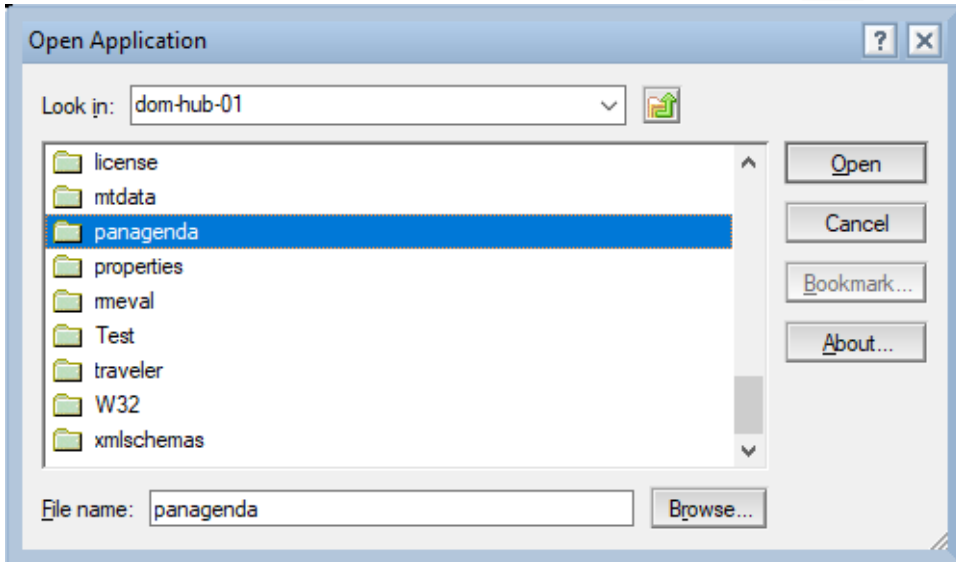 Open Application
?
Look in: dom-hub-01
license
mtdata
panagenda
properties
rmeval
Test
traveler
W32
xmlschemas
Open
Cancel
Bookmark...
About...
File name: panagenda
Browse...